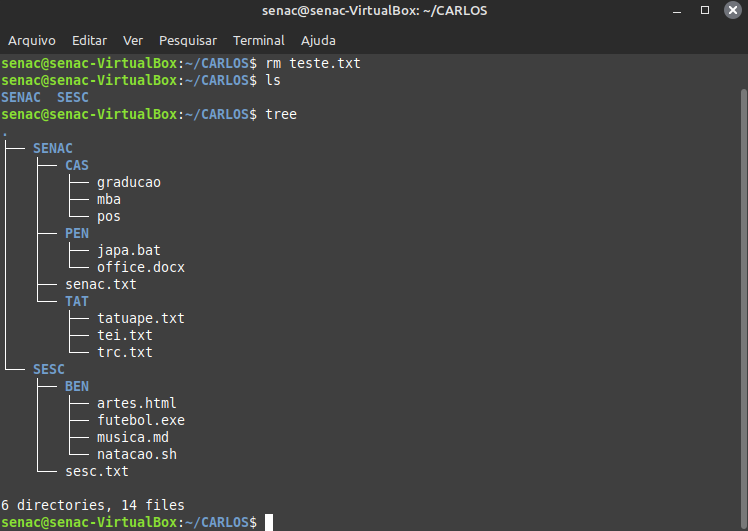 senac@senac-VirtualBox: ~/CARLOS
Arquivo Editar Ver Pesquisar Terminal Ajuda
senac@senac-VirtualBox:~/CARLOS$ rm teste.txt
senac@senac-VirtualBox:~/CARLOS$ ls
SENAC  SESC
senac@senac-VirtualBox:~/CARLOS$ tree
.
├── SENAC
│   ├── CAS
│   │   ├── graducao
│   │   ├── mba
│   │   └── pos
│   ├── PEN
│   │   ├── japa.bat
│   │   └── office.docx
│   ├── senac.txt
│   └── TAT
│       ├── tatuape.txt
│       ├── tei.txt
│       └── trc.txt
└── SESC
    ├── BEN
    │   ├── artes.html
    │   ├── futebol.exe
    │   ├── musica.md
    │   └── natacao.sh
    └── sesc.txt
6 directories, 14 files
senac@senac-VirtualBox:~/CARLOS$